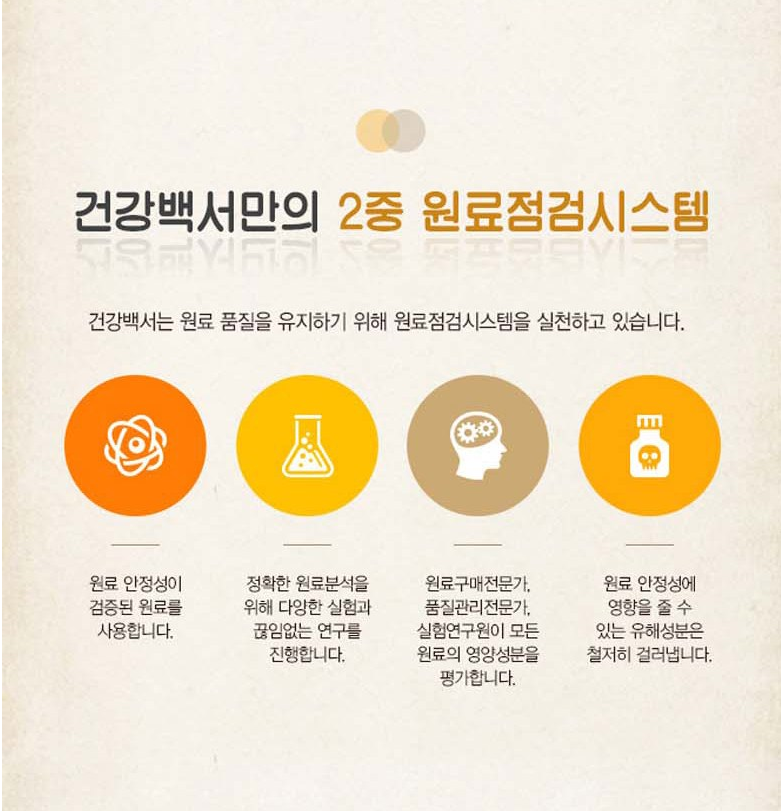 건강백서만의 2중 원료점검시스템
건강백서는 원료 품질을 유지하기 위해 원료점검시스템을 실천하고 있습니다.
원료 안정성이
검증된 원료를
사용합니다.
정확한 원료분석을
위해 다양한 실험과
끊임없는 연구를
진행합니다.
원료구매전문가,
품질관리전문가,
실험연구원이 모든
원료의 영양성분을
평가합니다.
원료 안정성에
영향을 줄 수
있는 유해성분은
철저히 걸러냅니다.